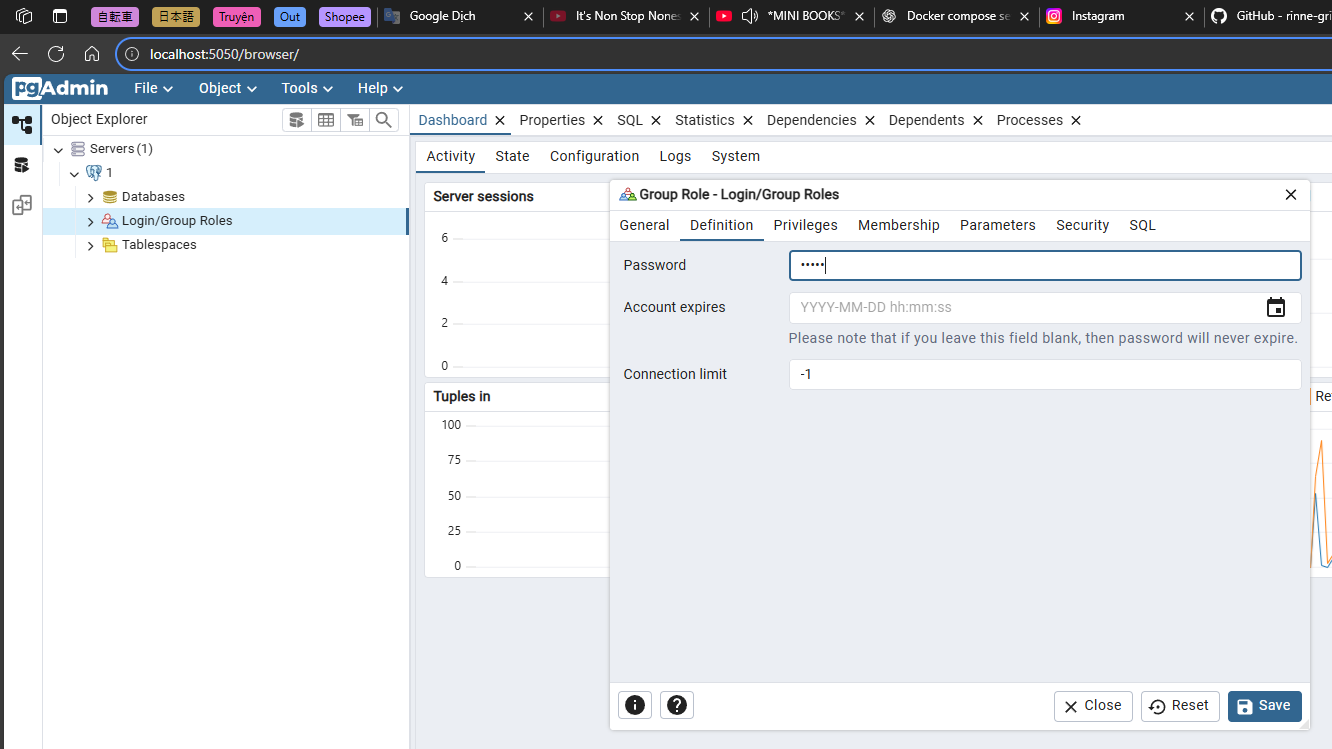 自転車 日本語 Truyện Out Shopee Google Dịch It's Non Stop Nones *MINI BOOKS* Docker compose se Instagram GitHub - rinne-gri
localhost:5050/browser/
pgAdmin File Object Tools Help
Object Explorer
Servers (1)
1
Databases
Login/Group Roles
Tablespaces
Dashboard Properties SQL Statistics Dependencies Dependents Processes
Activity State Configuration Logs System
Server sessions
6
4
2
0
Tuples in
100
75
50
25
0
Re
Group Role - Login/Group Roles
General Definition Privileges Membership Parameters Security SQL
Password •••••
Account expires YYYY-MM-DD hh:mm:ss
Please note that if you leave this field blank, then password will never expire.
Connection limit -1
Close Reset Save